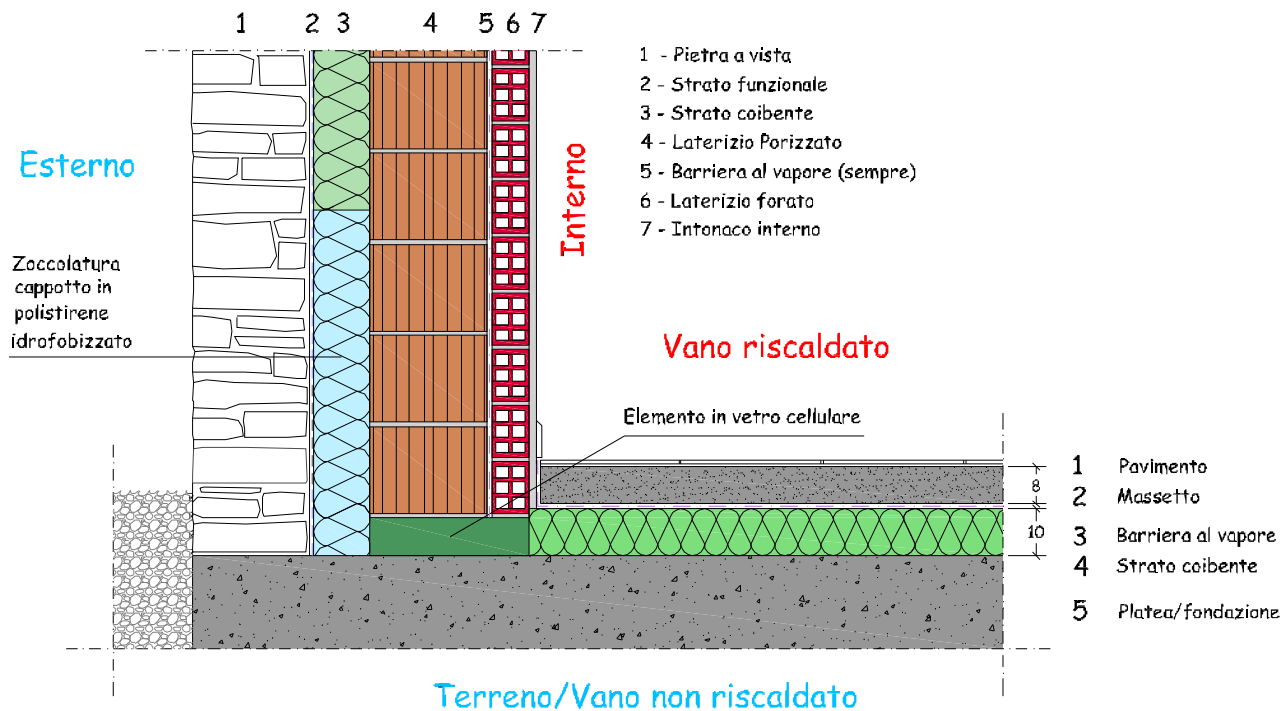 1 2 3 4 5 6 7
1 - Pietra a vista
2 - Strato funzionale
3 - Strato coibente
4 - Laterizio Porizzato
5 - Barriera al vapore (sempre)
6 - Laterizio forato
7 - Intonaco interno
Esterno
Interno
Zoccolatura
cappotto in
polistirene
idrofobizzato
Vano riscaldato
Elemento in vetro cellulare
8
10
1 Pavimento
2 Massetto
3 Barriera al vapore
4 Strato coibente
5 Platea/fondazione
Terreno/Vano non riscaldato